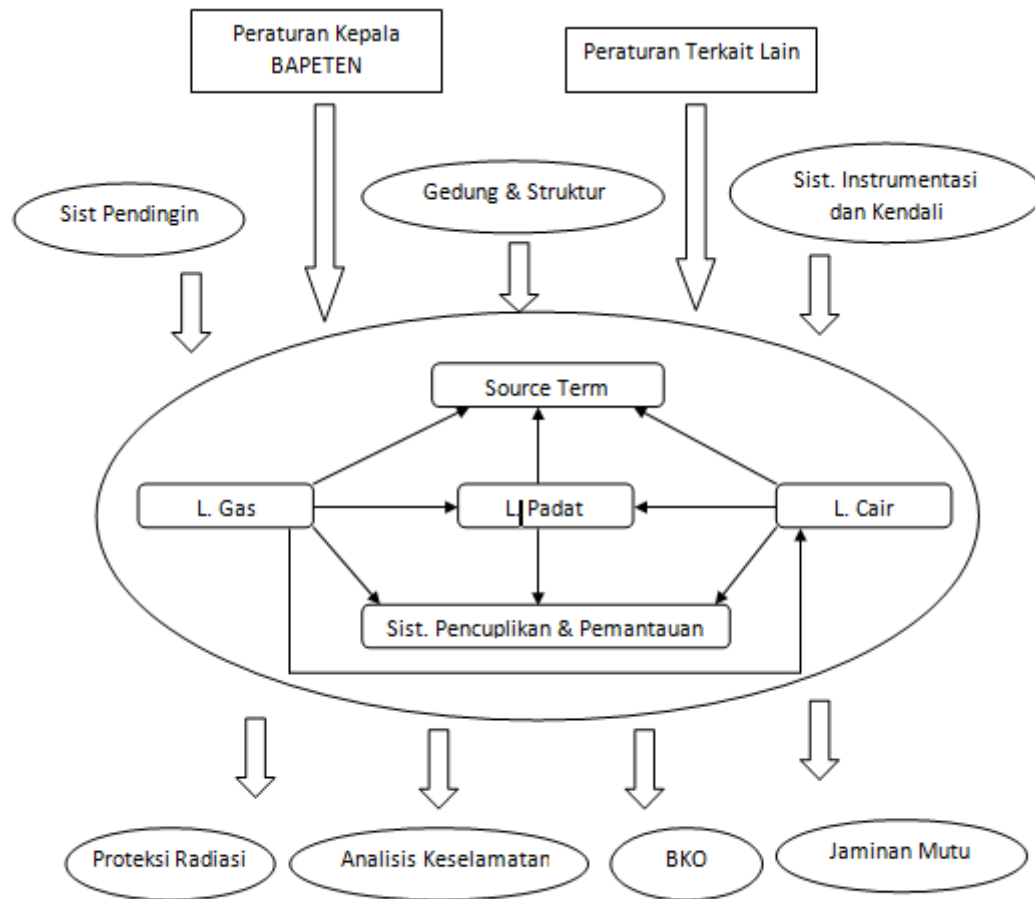 Peraturan Kepala
BAPETEN
Peraturan Terkait Lain
Sist Pendingin
Gedung & Struktur
Sist. Instrumentasi
dan Kendali
Source Term
L. Gas
L. Padat
L. Cair
Sist. Pencuplikan & Pemantauan
Proteksi Radiasi
Analisis Keselamatan
BKO
Jaminan Mutu